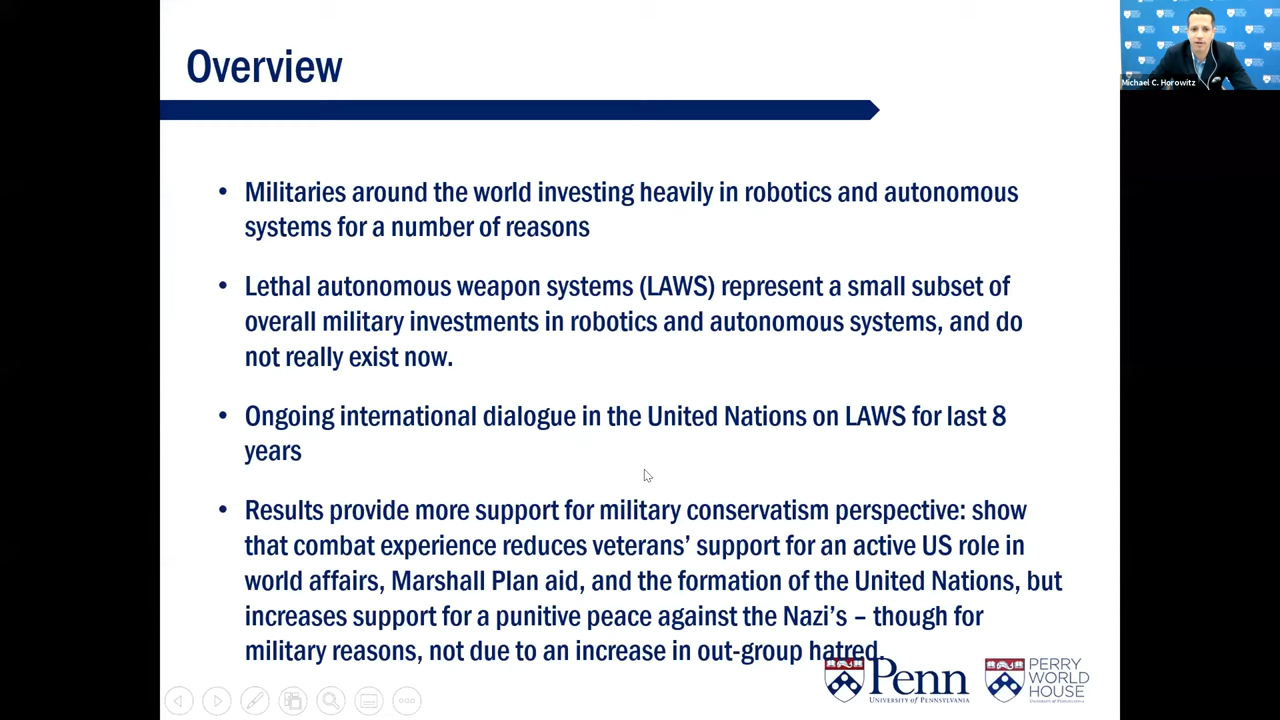 Overview
Michael C. Horowitz
• Militaries around the world investing heavily in robotics and autonomous
systems for a number of reasons
• Lethal autonomous weapon systems (LAWS) represent a small subset of
overall military investments in robotics and autonomous systems, and do
not really exist now.
• Ongoing international dialogue in the United Nations on LAWS for last 8
years
• Results provide more support for military conservatism perspective: show
that combat experience reduces veterans’ support for an active US role in
world affairs, Marshall Plan aid, and the formation of the United Nations, but
increases support for a punitive peace against the Nazi’s – though for
military reasons, not due to an increase in out-group hatred.
Penn
UNIVERSITY of PENNSYLVANIA
PERRY
WORLD
HOUSE